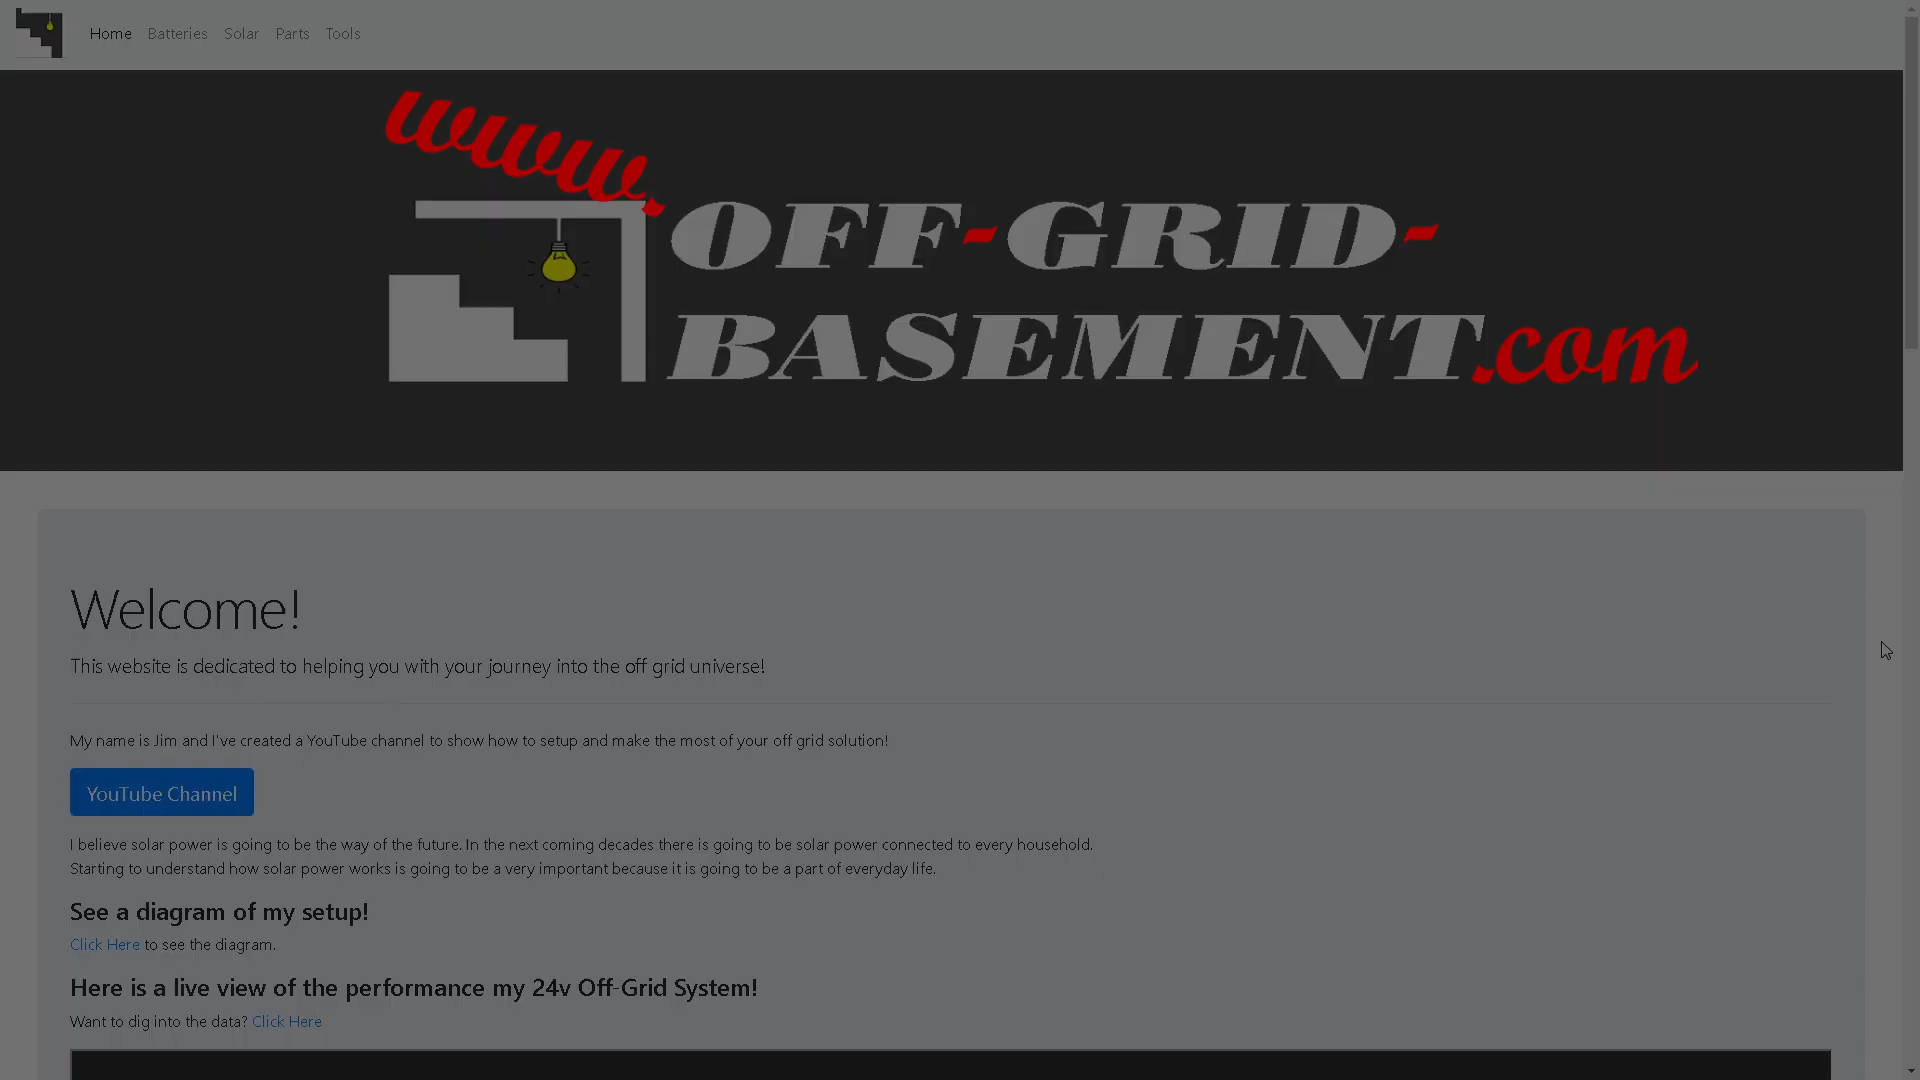 Home Batteries Solar Parts Tools
www.
OFF-GRID-
BASEMENT.com
Welcome!
This website is dedicated to helping you with your journey into the off grid universe!
My name is Jim and I've created a YouTube channel to show how to setup and make the most of your off grid solution!
YouTube Channel
I believe solar power is going to be the way of the future. In the next coming decades there is going to be solar power connected to every household.
Starting to understand how solar power works is going to be a very important because it is going to be a part of everyday life.
See a diagram of my setup!
Click Here to see the diagram.
Here is a live view of the performance my 24v Off-Grid System!
Want to dig into the data? Click Here